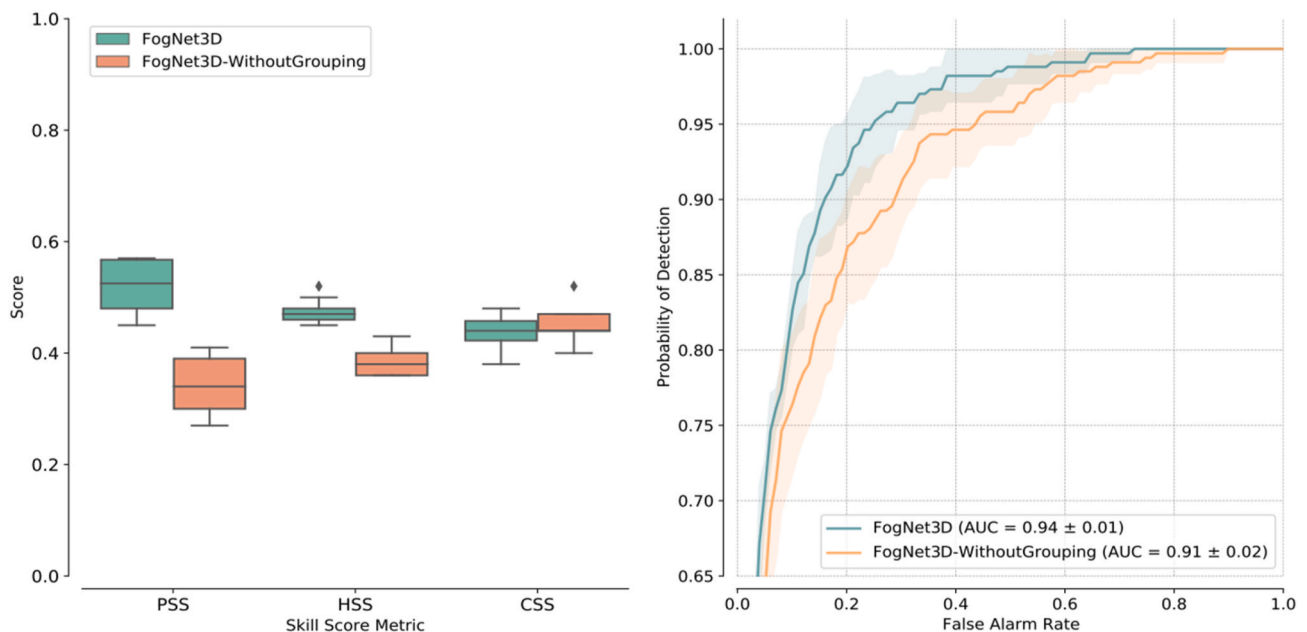 1.0
0.8
0.6
0.4
0.2
0.0
Score
FogNet3D
FogNet3D-WithoutGrouping
PSS
HSS
CSS
Skill Score Metric
1.00
0.95
0.90
0.85
0.80
0.75
0.70
0.65
Probability of Detection
FogNet3D (AUC = 0.94 ± 0.01)
FogNet3D-WithoutGrouping (AUC = 0.91 ± 0.02)
0.0
0.2
0.4
0.6
0.8
1.0
False Alarm Rate